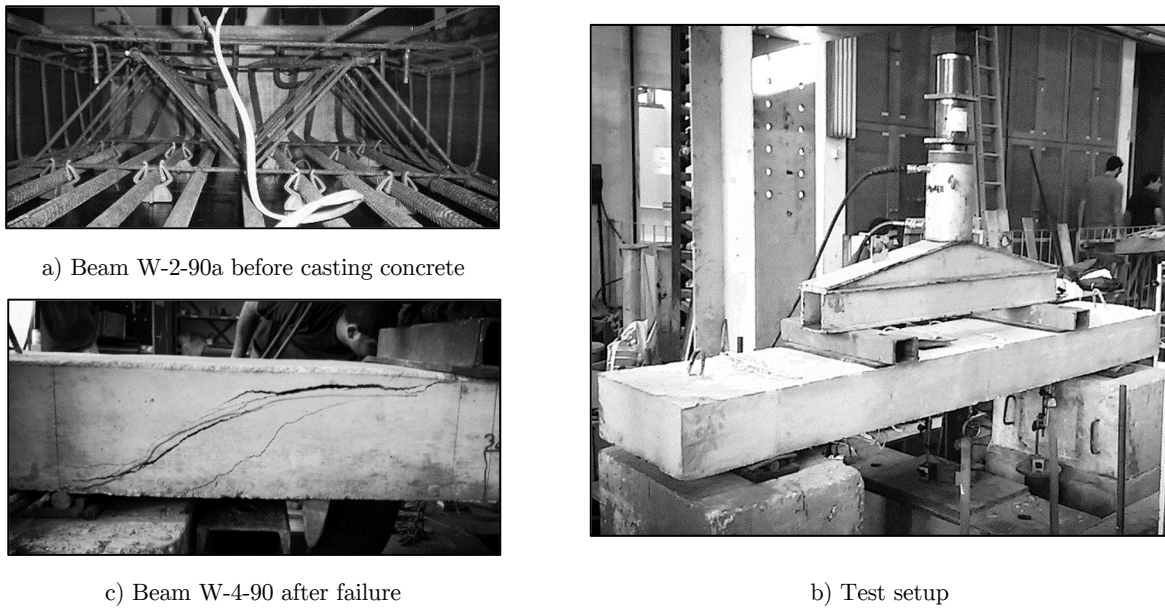 a) Beam W-2-90a before casting concrete
c) Beam W-4-90 after failure
b) Test setup